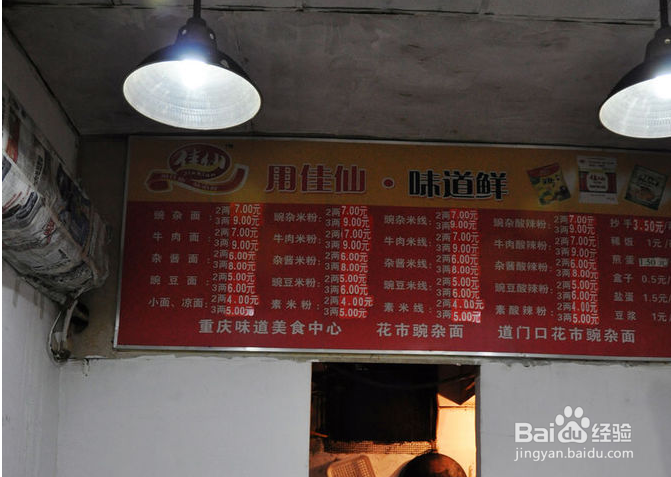 佳仙
用佳仙·味道鲜
豌杂面：2两7.00元 豌杂米粉：2两7.00元 豌杂米线：2两7.00元 豌杂酸辣粉：2两7.00元 抄手3.50元/
3两9.00元 3两9.00元 3两9.00元 3两9.00元
牛肉面：2两7.00元 牛肉米粉：2两7.00元 牛肉米线：2两7.00元 牛肉酸辣粉：2两7.00元 稀饭 1元/
3两9.00元 3两9.00元 3两9.00元 3两9.00元
杂酱面：2两6.00元 杂酱米粉：2两6.00元 杂酱米线：2两6.00元 杂酱酸辣粉：2两6.00元 煎蛋 1.50元
3两8.00元 3两8.00元 3两8.00元 3两8.00元
豌豆面：2两5.00元 豌豆米粉：2两5.00元 豌豆米线：2两5.00元 豌豆酸辣粉：2两5.00元 盒子 0.5元
3两6.00元 3两6.00元 3两6.00元 3两6.00元 盐蛋 1.5元
小面、凉面：2两4.00元 素米粉：2两4.00元 素米线：2两4.00元 素酸辣粉：2两4.00元 豆浆 1元/
3两5.00元 3两5.00元 3两5.00元 3两5.00元
重庆味道美食中心 花市豌杂面 道门口花市豌杂面
Baidu经验
jingyan.baidu.com